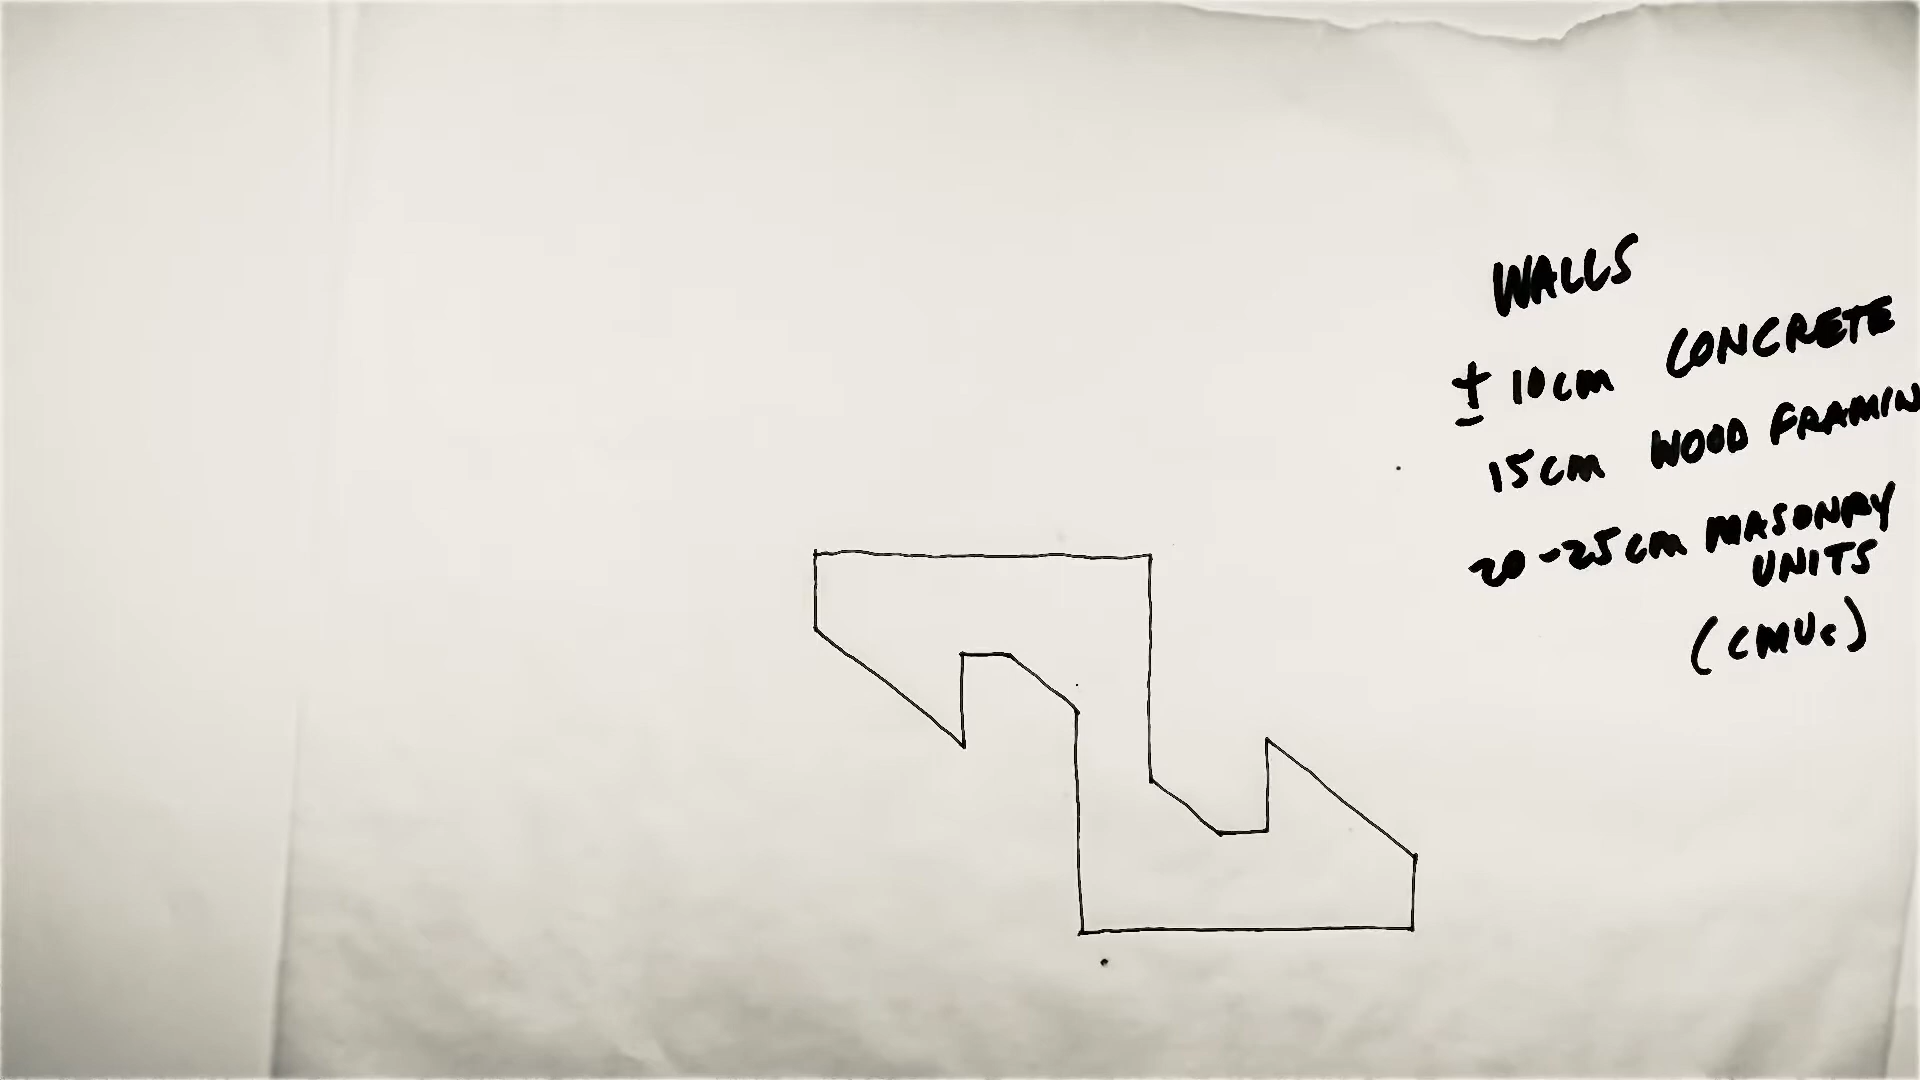 WALLS
± 10cm CONCRETE
15cm WOOD FRAMIN
20-25cm MASONRY
UNITS
(CMUs)